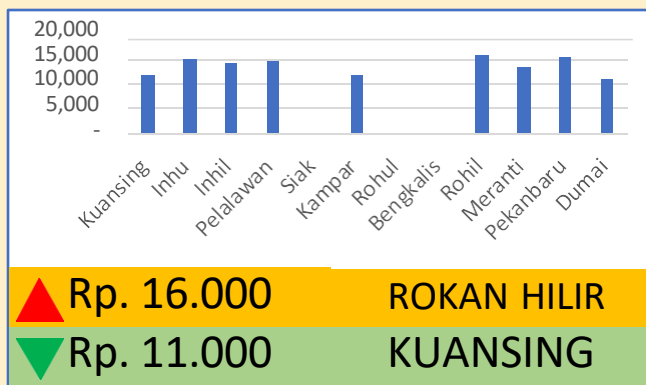 20,000
15,000
10,000
5,000
-
Kuansing
Inhu
Inhil
Pelalawan
Siak
Kampar
Rohul
Bengkalis
Rohil
Meranti
Pekanbaru
Dumai
Rp. 16.000 ROKAN HILIR
Rp. 11.000 KUANSING